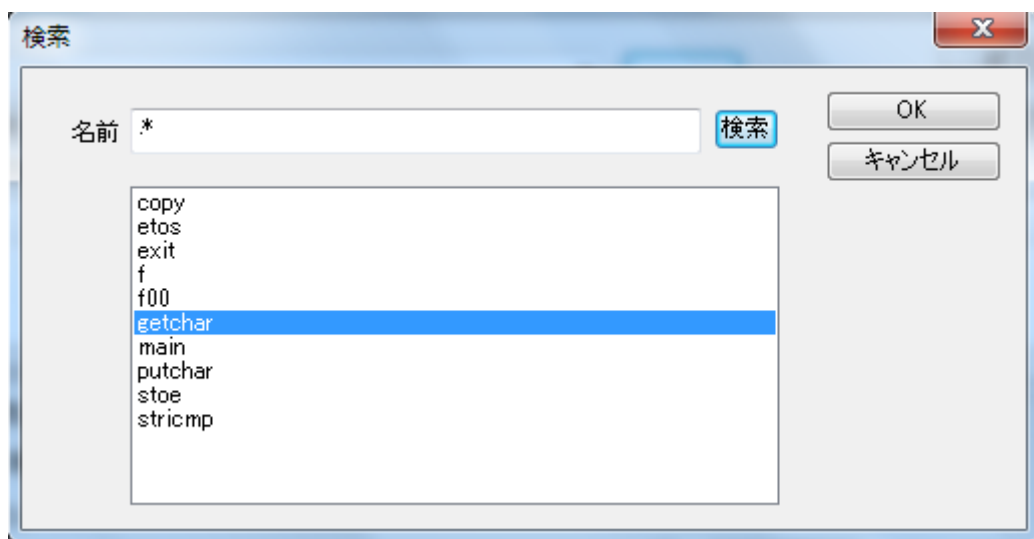 検索
名前 .*
検索
OK
キャンセル
copy
etos
exit
f
f00
getchar
main
putchar
stoe
stricmp